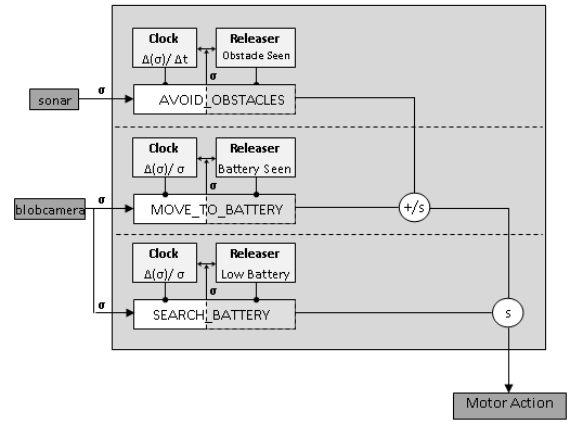 Clock
Δ(σ)/ Δt
Releaser
Obstade Seen
σ
sonar
σ
AVOID_OBSTACLES
Clock
Δ(σ)/ σ
Releaser
Battery Seen
σ
blobcamera
σ
MOVE_TO_BATTERY
+/s
Clock
Δ(σ)/ σ
Releaser
Low Battery
σ
σ
SEARCH_BATTERY
s
Motor Action